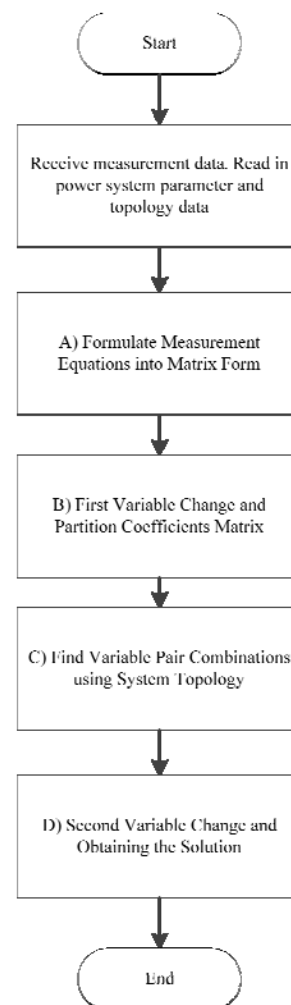 Start
Receive measurement data. Read in
power system parameter and
topology data
A) Formulate Measurement
Equations into Matrix Form
B) First Variable Change and
Partition Coefficients Matrix
C) Find Variable Pair Combinations
using System Topology
D) Second Variable Change and
Obtaining the Solution
End